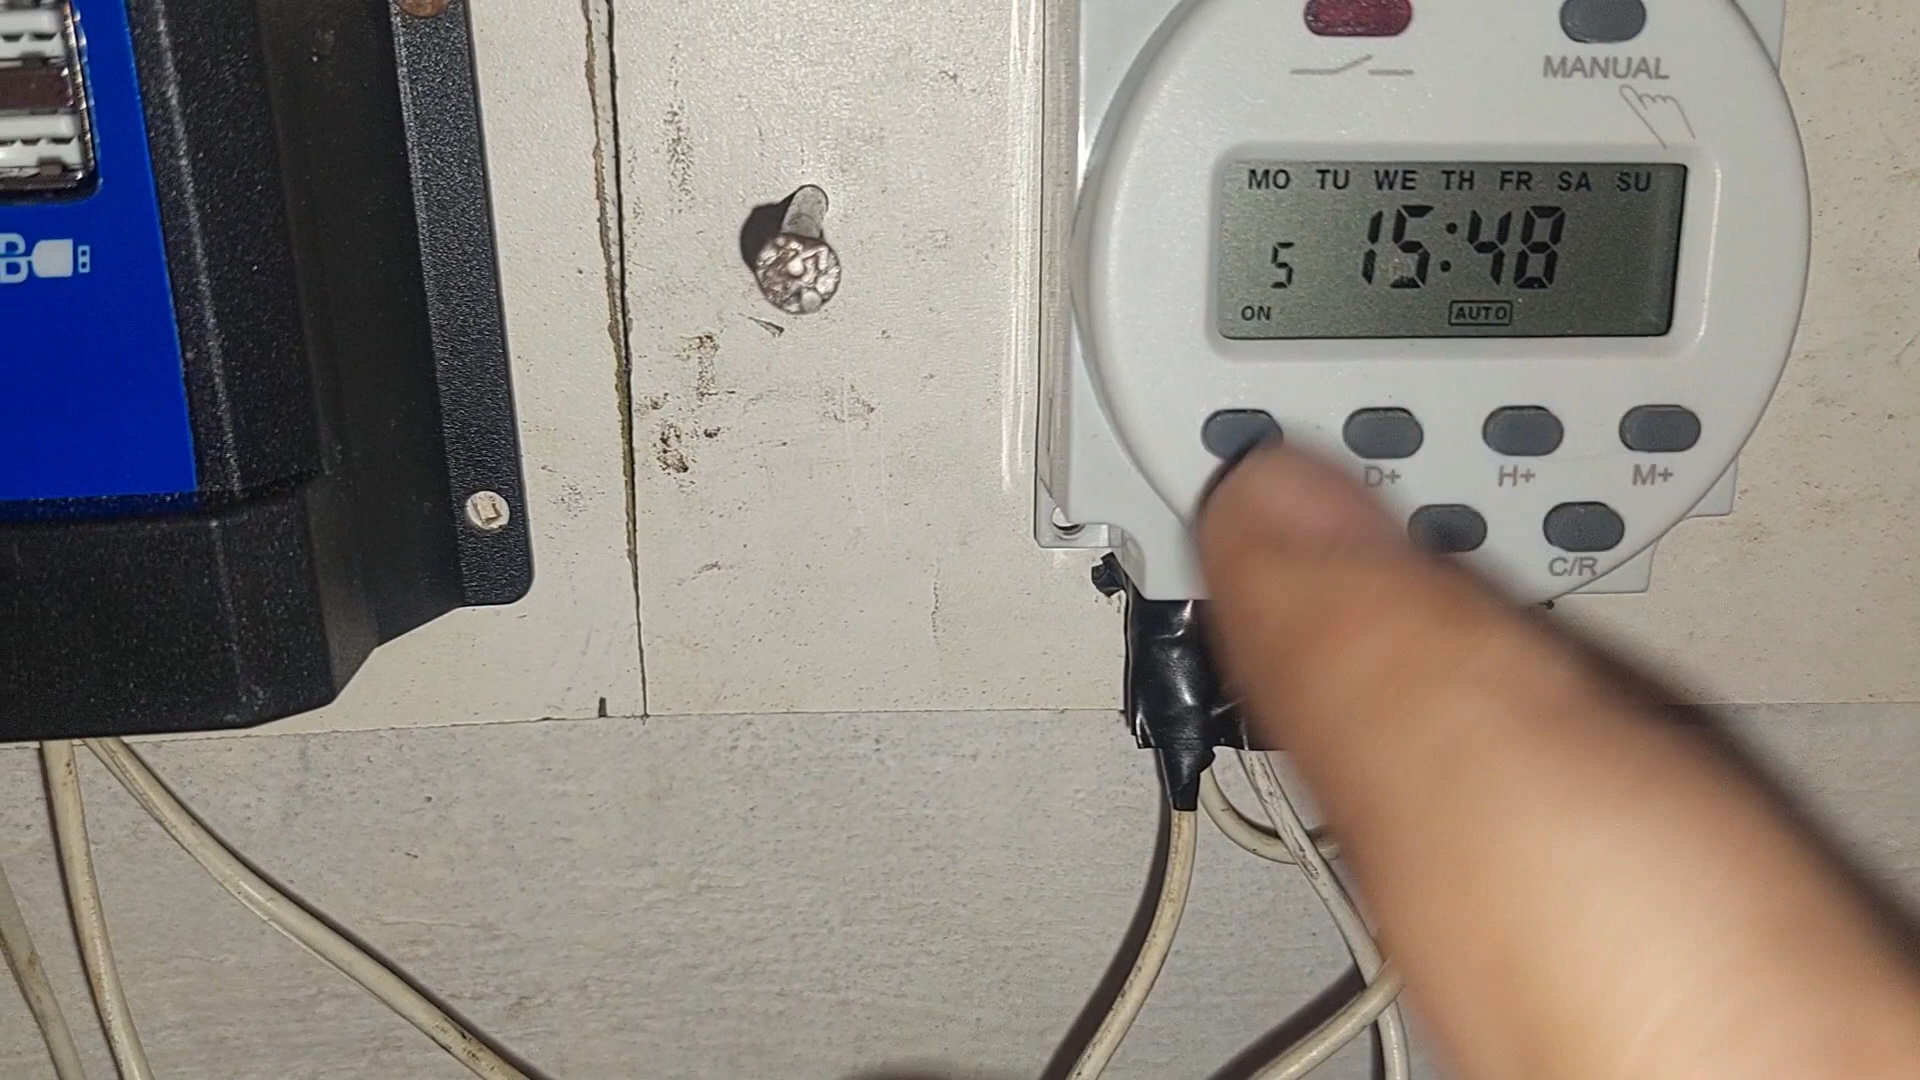 MANUAL
MO TU WE TH FR SA SU
5 15:48
ON AUTO
D+ H+ M+
C/R
B